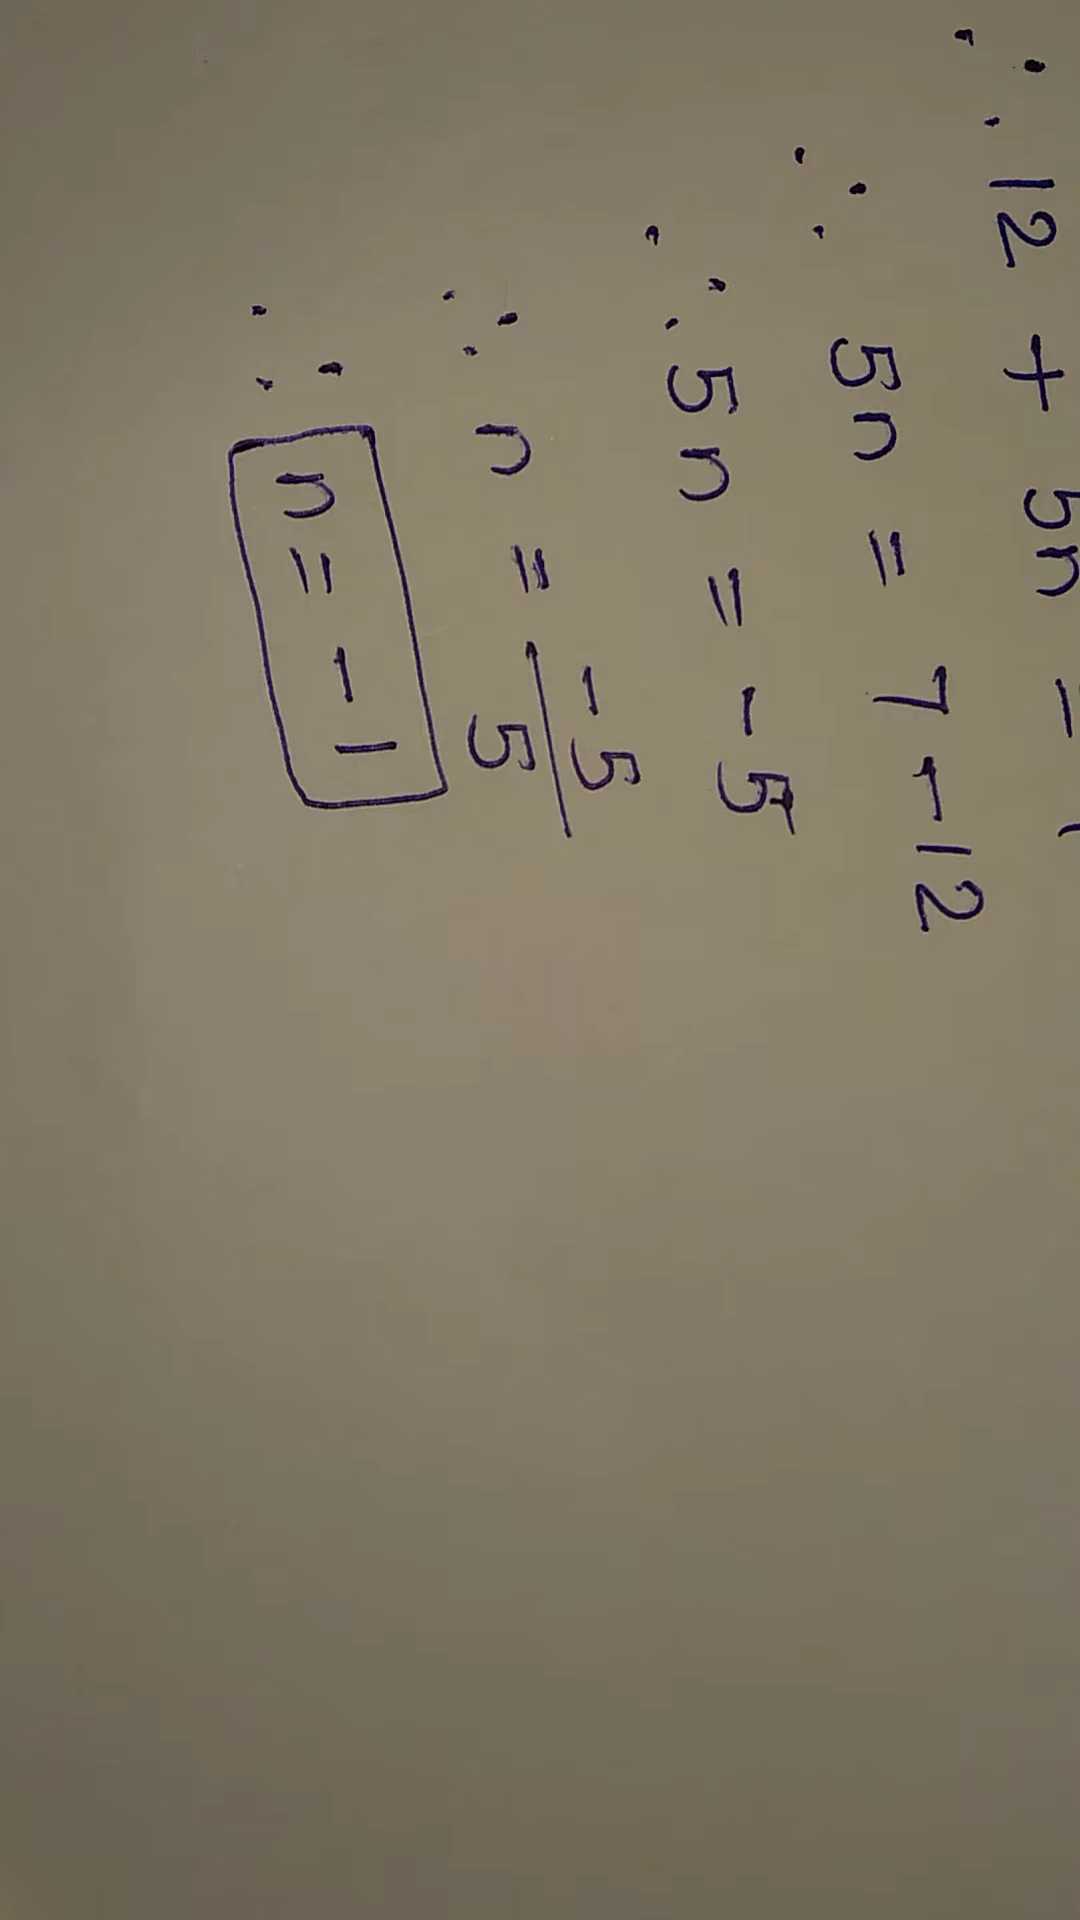 ∴ 12 + 5n =
∴ 5n = 7 - 12
∴ 5n = - 5
∴ n = -5/5
∴ n = - 1